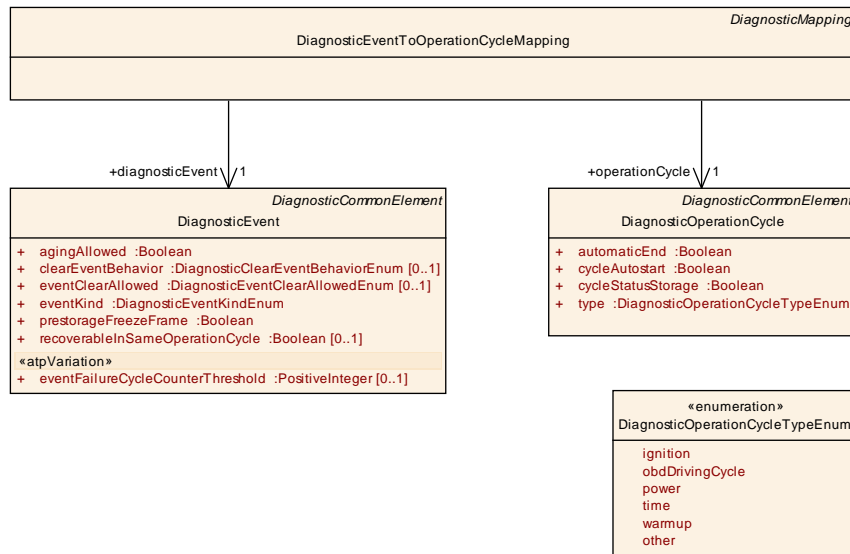 DiagnosticMapping
DiagnosticEventToOperationCycleMapping
+diagnosticEvent 1
+operationCycle 1
DiagnosticCommonElement
DiagnosticEvent
+ agingAllowed :Boolean
+ clearEventBehavior :DiagnosticClearEventBehaviorEnum [0..1]
+ eventClearAllowed :DiagnosticEventClearAllowedEnum [0..1]
+ eventKind :DiagnosticEventKindEnum
+ prestorageFreezeFrame :Boolean
+ recoverableInSameOperationCycle :Boolean [0..1]
«atpVariation»
+ eventFailureCycleCounterThreshold :PositiveInteger [0..1]
DiagnosticCommonElement
DiagnosticOperationCycle
+ automaticEnd :Boolean
+ cycleAutostart :Boolean
+ cycleStatusStorage :Boolean
+ type :DiagnosticOperationCycleTypeEnum
«enumeration»
DiagnosticOperationCycleTypeEnum
ignition
obdDrivingCycle
power
time
warmup
other